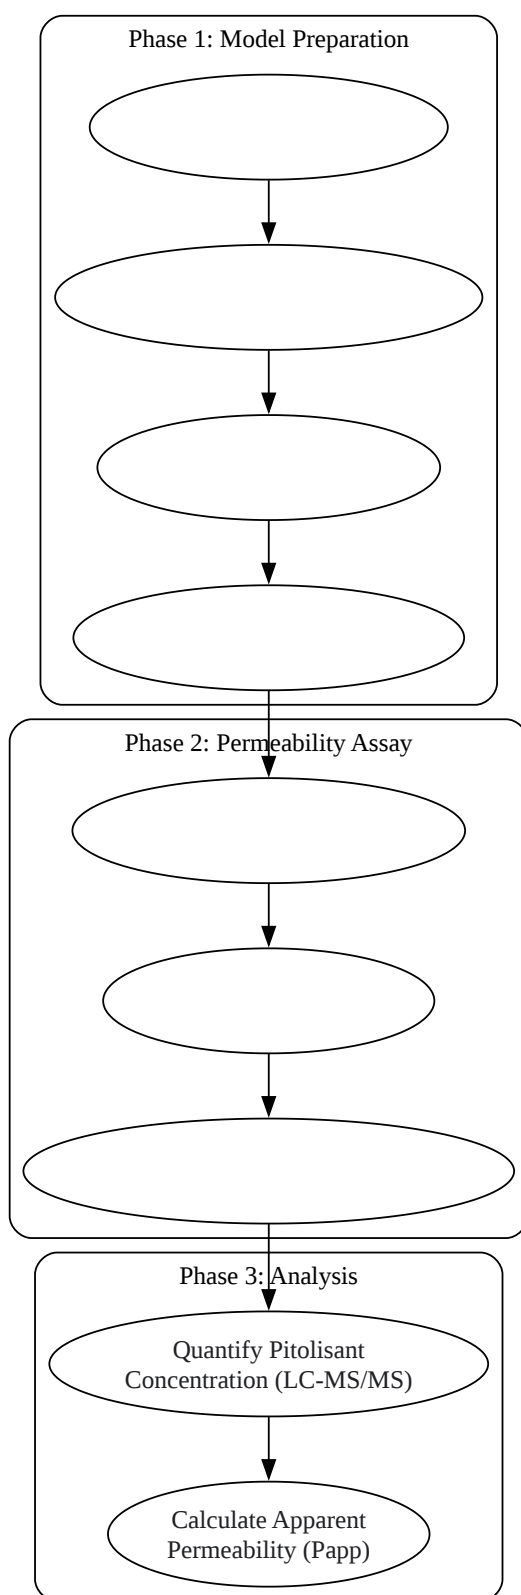 Phase 1: Model Preparation
Phase 2: Permeability Assay
Phase 3: Analysis
Quantify Pitolisant
Concentration (LC-MS/MS)
Calculate Apparent
Permeability (Papp)